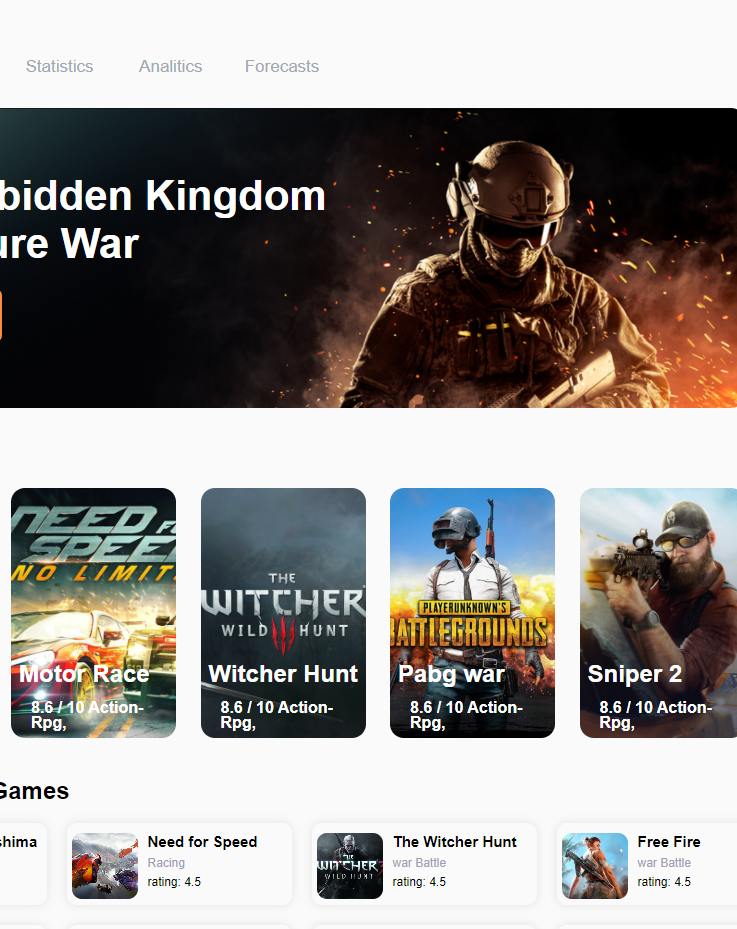 Statistics Analitics Forecasts
bidden Kingdom
ure War
NEED F
SPEE
NO LIMIT
Motor Race
8.6 / 10 Action-
Rpg,
THE
WITCHER
WILD HUNT
Witcher Hunt
8.6 / 10 Action-
Rpg,
PLAYERUNKNOWN'S
BATTLEGROUNDS
Pabg war
8.6 / 10 Action-
Rpg,
Sniper 2
8.6 / 10 Action-
Rpg,
Games
shima
Need for Speed
Racing
rating: 4.5
THE
WITCHER
WILD HUNT
The Witcher Hunt
war Battle
rating: 4.5
Free Fire
war Battle
rating: 4.5